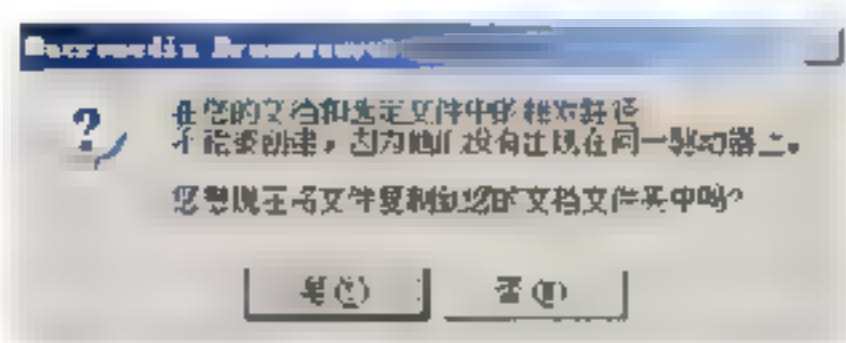 Macromedia Dreamweaver
在您的文档和选定文件中的相对路径
不能被创建，因为他们没有出现在同一驱动器上。
您想现在将文件复制到您的文档文件夹中吗?
是(Y)
否(N)